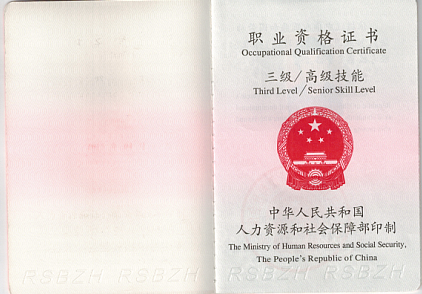 职业资格证书
Occupational Qualification Certificate
三级/高级技能
Third Level/Senior Skill Level
中华人民共和国
人力资源和社会保障部印制
The Ministry of Human Resources and Social Security,
The People's Republic of China
RSBZH RSBZH RSBZH RSBZH